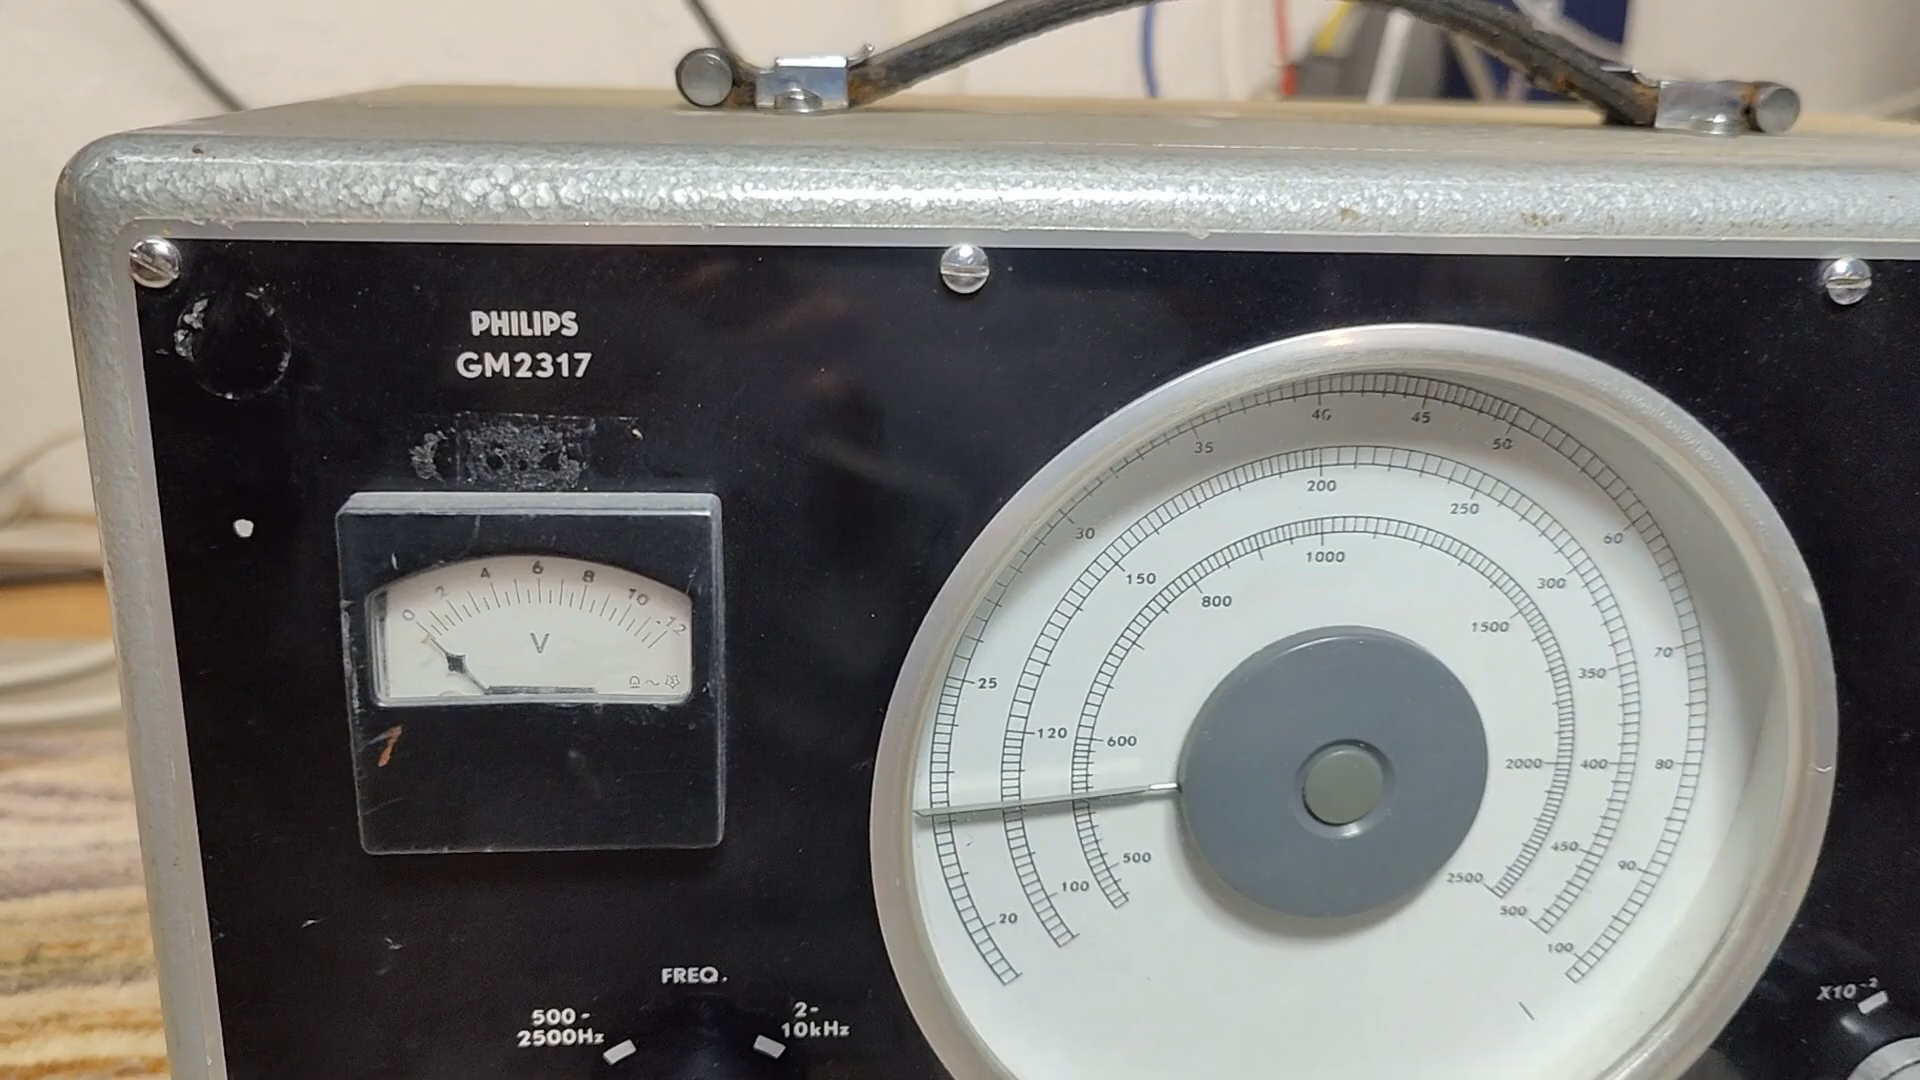 PHILIPS
GM2317
0 2 4 6 8 10 12
V
20 25 30 35 40 45 50 60 70 80 90 100
100 120 150 200 250 300 350 400 450 500
500 600 800 1000 1500 2000 2500
FREQ.
500-
2500Hz
2-
10kHz
X10⁻²